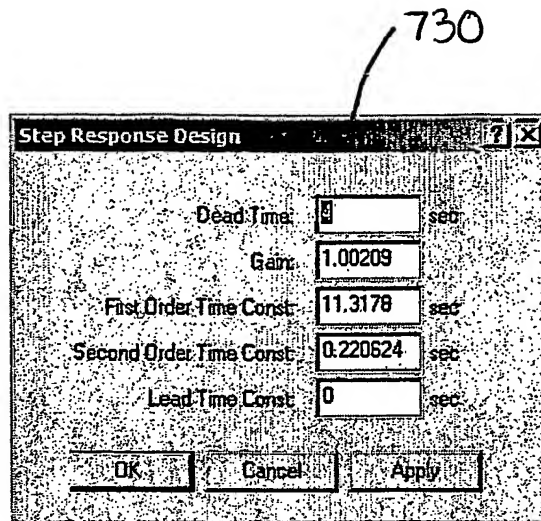 730
Step Response Design ? X
Dead Time: 4 sec
Gain: 1.00209
First Order Time Const: 11.3178 sec
Second Order Time Const: 0.220624 sec
Lead Time Const: 0 sec
OK Cancel Apply